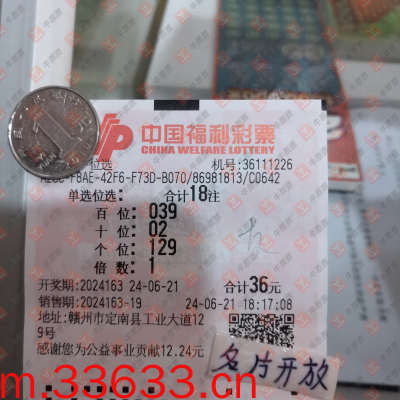 中国福利彩票
CHINA WELFARE LOTTERY
位选 机号:36111226
F8AE-42F6-F73D-B070/86981813/C0642
单选位选: 合计18注
百 位: 039
十 位: 02
个 位: 129
倍 数: 1
开奖期:2024163 24-06-21 合计36元
销售期:2024163-19 24-06-21 18:17:08
地址:赣州市定南县工业大道12
9号
感谢您为公益事业贡献12.24元
名片开放
m.33633.cn